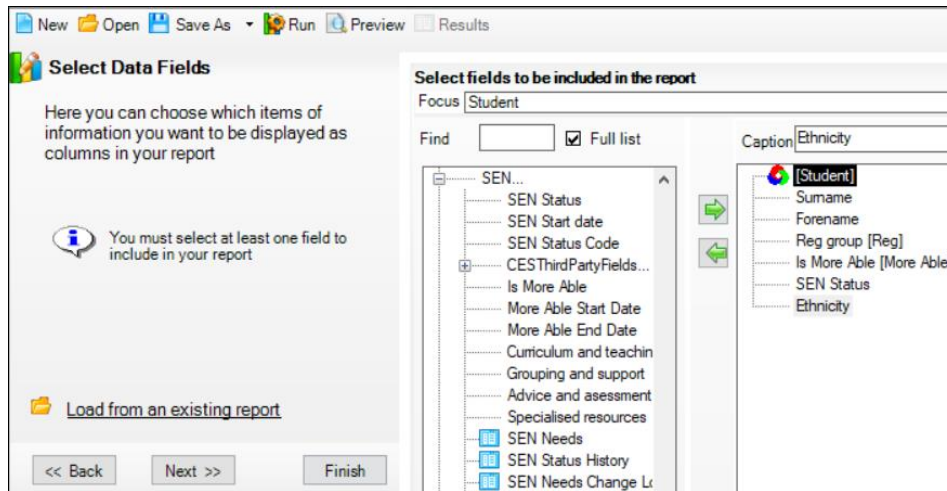 New Open Save As Run Preview Results
Select Data Fields
Here you can choose which items of
information you want to be displayed as
columns in your report
You must select at least one field to
include in your report
Load from an existing report
<< Back Next >> Finish
Select fields to be included in the report
Focus Student
Find Full list
SEN...
SEN Status
SEN Start date
SEN Status Code
CESThirdPartyFields...
Is More Able
More Able Start Date
More Able End Date
Curriculum and teachin
Grouping and support
Advice and asessment
Specialised resources
SEN Needs
SEN Status History
SEN Needs Change Lo
Caption Ethnicity
[Student]
Surname
Forename
Reg group [Reg]
Is More Able [More Able
SEN Status
Ethnicity